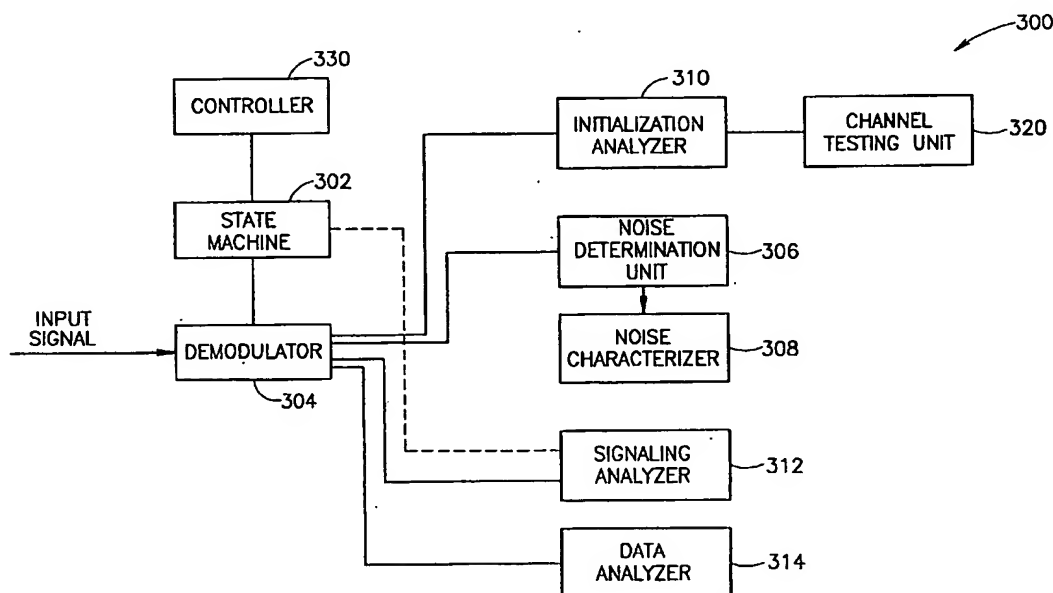 300
330
CONTROLLER
310
INITIALIZATION
ANALYZER
CHANNEL
TESTING UNIT
320
302
STATE
MACHINE
NOISE
DETERMINATION
UNIT
306
INPUT
SIGNAL
DEMODULATOR
304
NOISE
CHARACTERIZER
308
SIGNALING
ANALYZER
312
DATA
ANALYZER
314